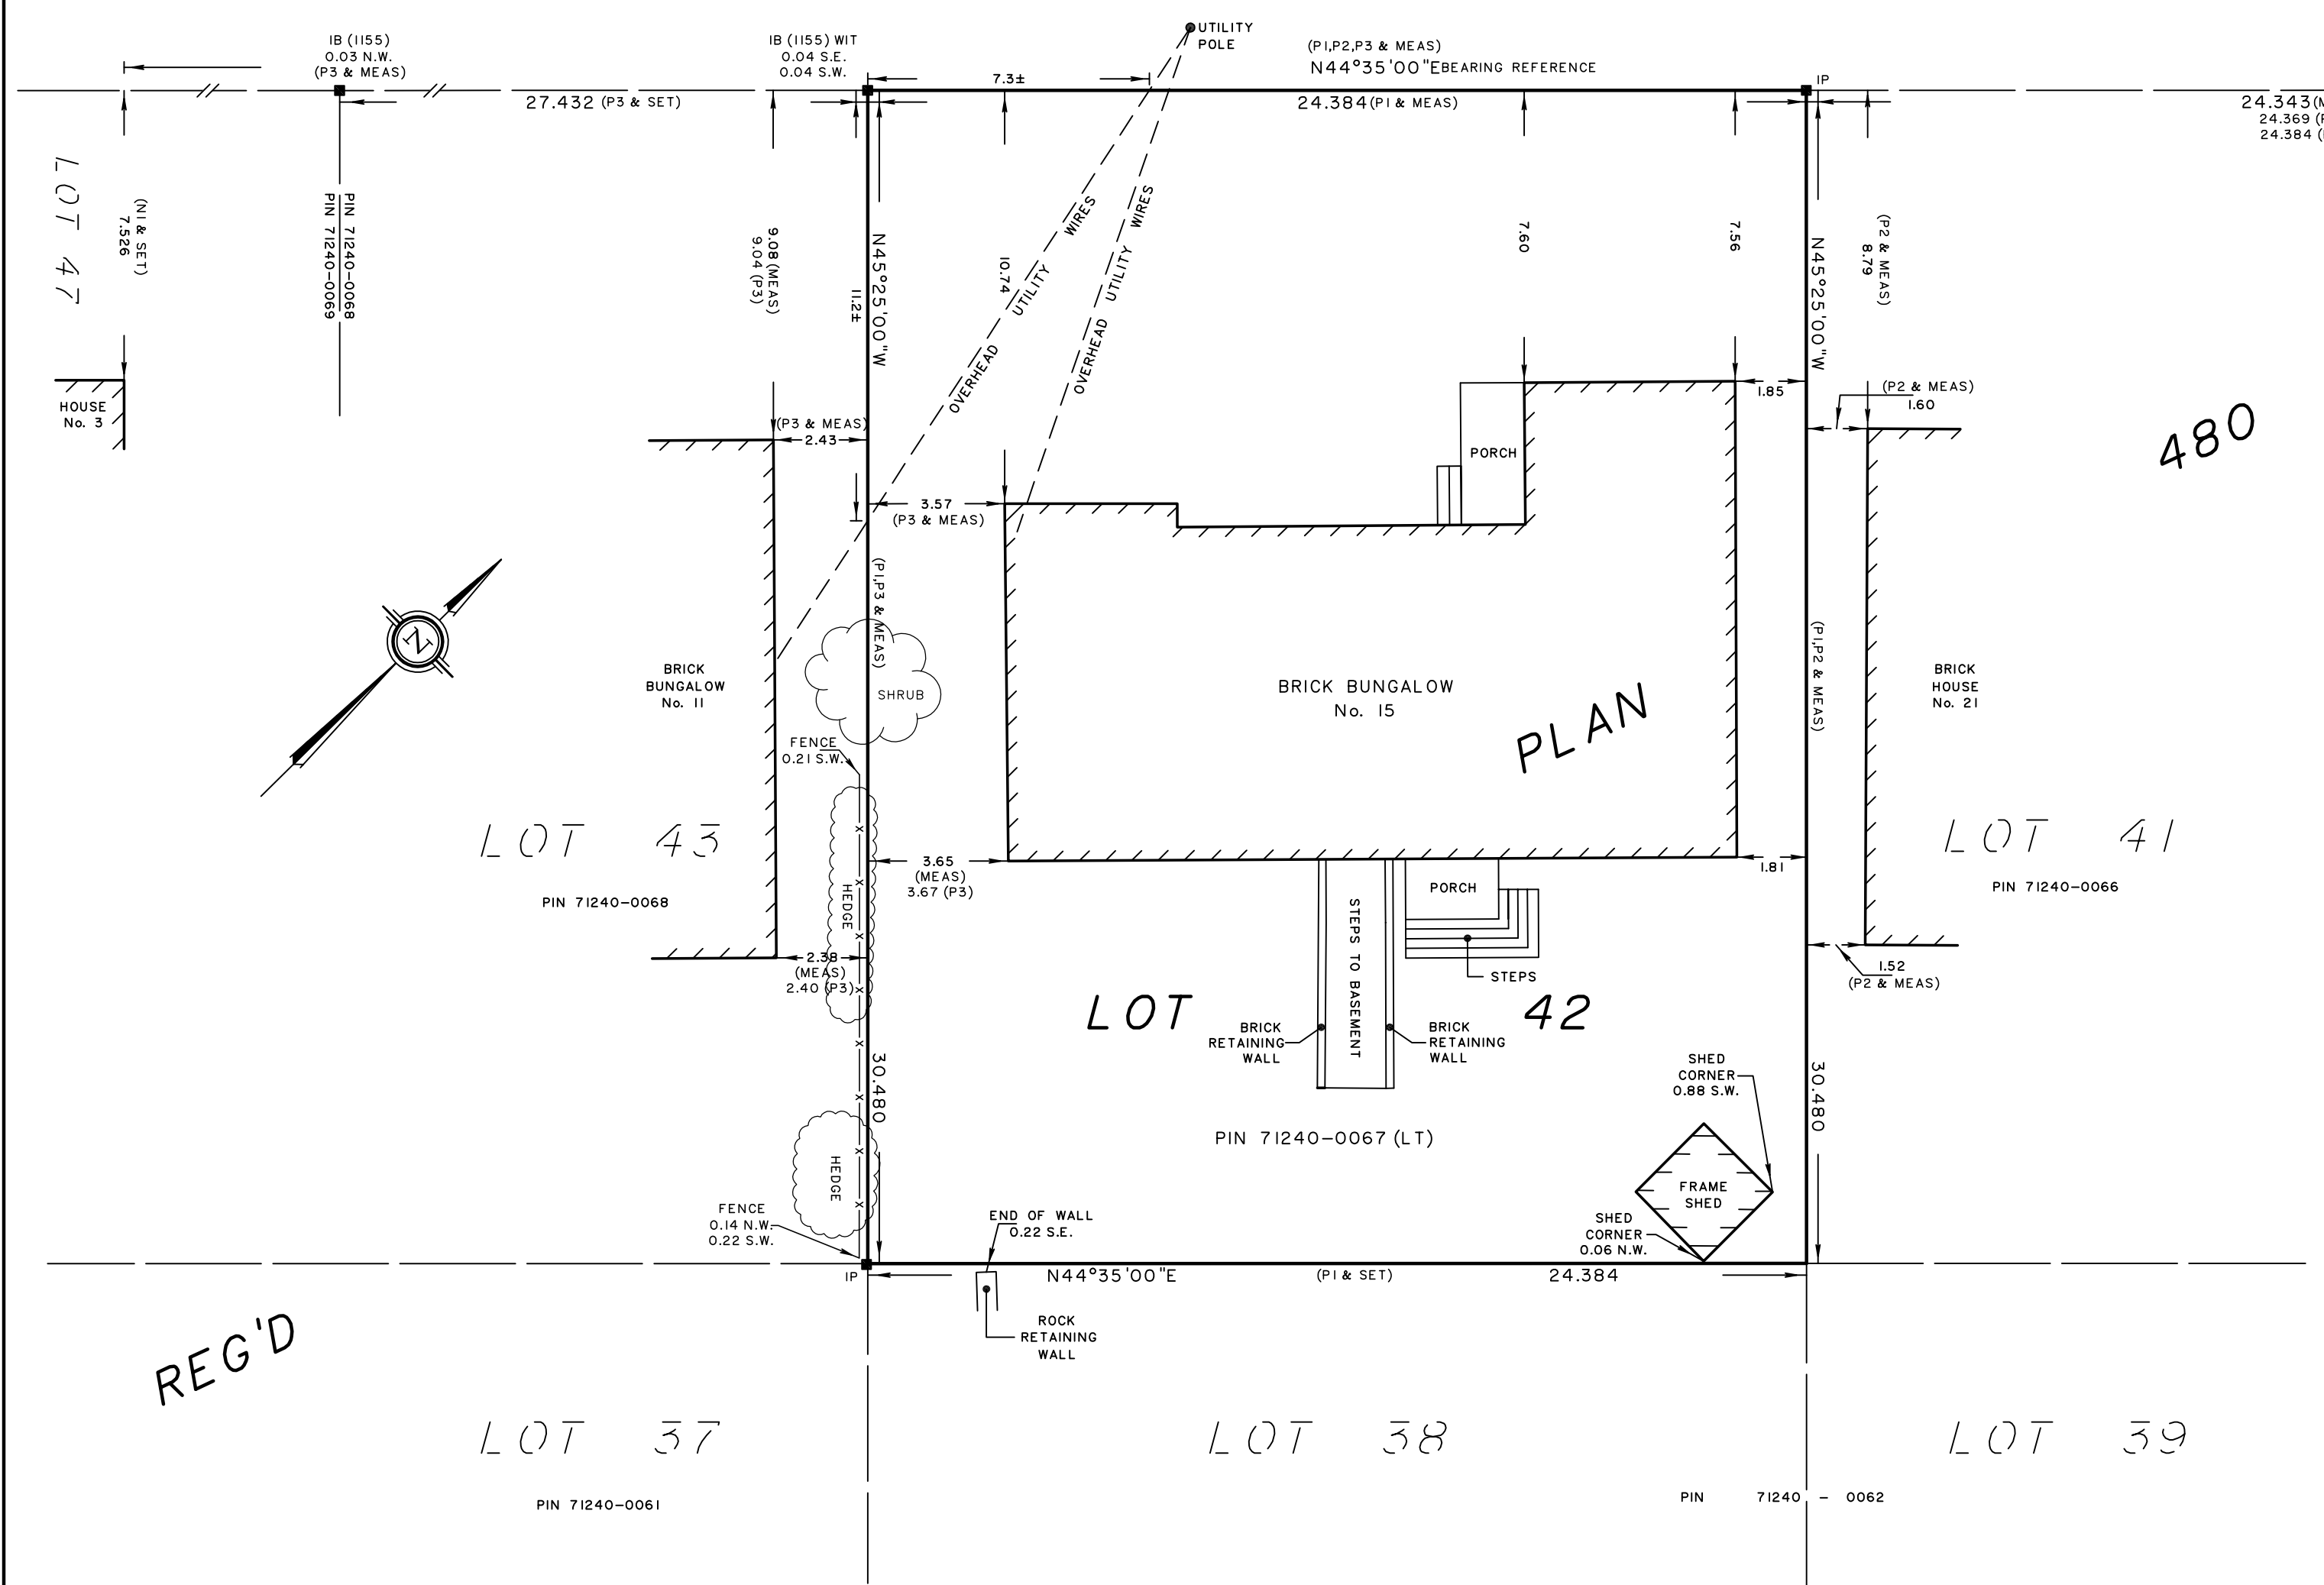 IB (1155)
0.03 N.W.
(P3 & MEAS)
IB (1155) WIT
0.04 S.E.
0.04 S.W.
UTILITY
POLE
(P1,P2,P3 & MEAS)
N44°35'00"E BEARING REFERENCE
IP
7.3±
27.432 (P3 & SET)
24.384 (P1 & MEAS)
24.343
24.369
24.384
LOT 47
(N1 & SET)
7.526
PIN 71240-0068
PIN 71240-0069
9.08 (MEAS)
9.04 (P3)
11.2±
N45°25'00"W
10.74
OVERHEAD UTILITY WIRES
OVERHEAD UTILITY WIRES
7.60
7.56
N45°25'00"W
(P2 & MEAS)
8.79
HOUSE
No. 3
(P3 & MEAS)
2.43
1.85
(P2 & MEAS)
1.60
480
PORCH
3.57
(P3 & MEAS)
(P1,P3 & MEAS)
(P1,P2 & MEAS)
N
BRICK
BUNGALOW
No. 11
SHRUB
BRICK BUNGALOW
No. 15
PLAN
BRICK
HOUSE
No. 21
FENCE
0.21 S.W.
LOT 43
PIN 71240-0068
HEDGE
3.65
(MEAS)
3.67 (P3)
1.81
LOT 41
PIN 71240-0066
PORCH
STEPS TO BASEMENT
STEPS
2.38
(MEAS)
2.40 (P3)
1.52
(P2 & MEAS)
LOT 42
BRICK
RETAINING
WALL
BRICK
RETAINING
WALL
30.480
SHED
CORNER
0.88 S.W.
30.480
PIN 71240-0067 (LT)
HEDGE
FRAME
SHED
FENCE
0.14 N.W.
0.22 S.W.
END OF WALL
0.22 S.E.
SHED
CORNER
0.06 N.W.
IP
N44°35'00"E
(P1 & SET)
24.384
ROCK
RETAINING
WALL
REG'D
LOT 37
LOT 38
LOT 39
PIN 71240-0061
PIN 71240 - 0062